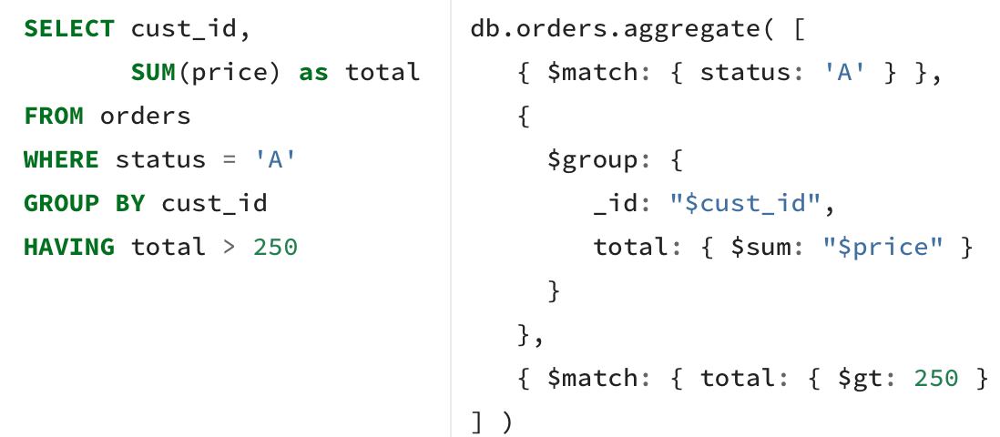 SELECT cust_id,
       SUM(price) as total
FROM orders
WHERE status = 'A'
GROUP BY cust_id
HAVING total > 250
db.orders.aggregate( [
   { $match: { status: 'A' } },
   {
     $group: {
        _id: "$cust_id",
        total: { $sum: "$price" }
     }
   },
   { $match: { total: { $gt: 250 }
] )